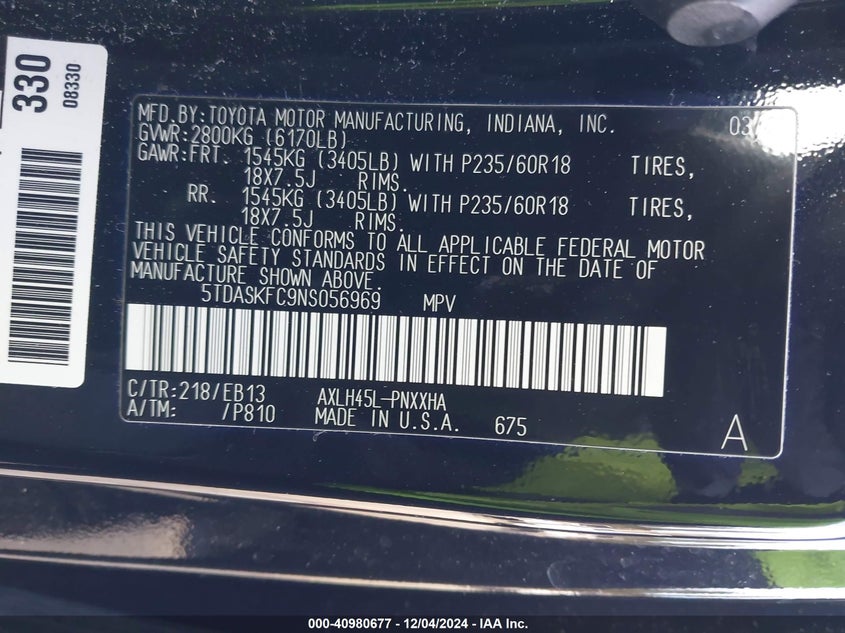 330
08330
MFD.BY:TOYOTA MOTOR MANUFACTURING, INDIANA, INC. 03/
GVWR:2800KG (6170LB)
GAWR:FRT. 1545KG (3405LB) WITH P235/60R18 TIRES,
18X7.5J RIMS.
RR. 1545KG (3405LB) WITH P235/60R18 TIRES,
18X7.5J RIMS.
THIS VEHICLE CONFORMS TO ALL APPLICABLE FEDERAL MOTOR
VEHICLE SAFETY STANDARDS IN EFFECT ON THE DATE OF
MANUFACTURE SHOWN ABOVE.
5TDASKFC9NS056969 MPV
C/TR:218/EB13 AXLH45L-PNXXHA
A/TM: /P810 MADE IN U.S.A. 675
A
000-40980677 - 12/04/2024 - IAA Inc.